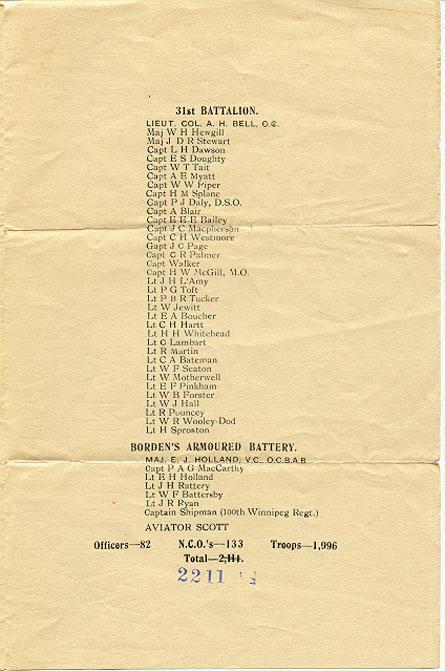 31st BATTALION.
LIEUT. COL. A. H. BELL, O.C.
Maj W H Hewgill
Maj J D R Stewart
Capt L H Dawson
Capt E S Doughty
Capt W T Tait
Capt A E Myatt
Capt W W Piper
Capt H M Splane
Capt P J Daly, D.S.O.
Capt A Blair
Capt E E E Bailey
Capt J C Macpherson
Capt C H Westmore
Gapt J C Page
Capt G R Palmer
Capt Walker
Capt H W McGill, M.O.
Lt J H L'Amy
Lt P G Toft
Lt P B R Tucker
Lt W Jewitt
Lt E A Boucher
Lt C H Hartt
Lt H H Whitehead
Lt G Lambart
Lt R Martin
Lt C A Bateman
Lt W F Seaton
Lt W Motherwell
Lt E F Pinkham
Lt W B Forster
Lt W J Hall
Lt R Pouncey
Lt W R Wooley-Dod
Lt H Sproston
BORDEN'S ARMOURED BATTERY.
MAJ. E. J. HOLLAND, V.C., O.C.B.A.B
Capt P A G MacCarthy
Lt E H Holland
Lt J H Rattery
Lt W F Battersby
Lt J R Ryan
Captain Shipman (100th Winnipeg Regt.)
AVIATOR SCOTT
Officers—82 N.C.O.'s—133 Troops—1,996
Total—2,111.
2211